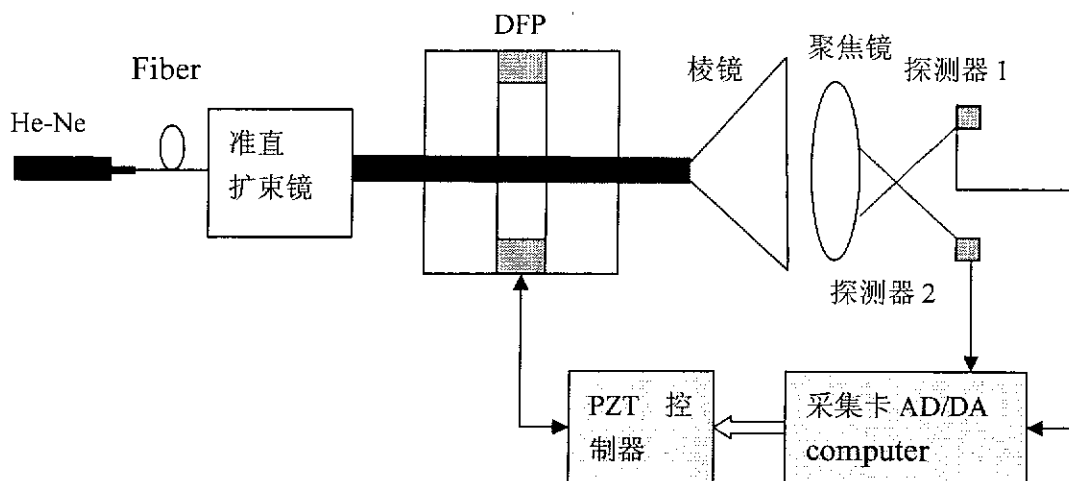 DFP
Fiber
He-Ne
准直
扩束镜
棱镜
聚焦镜
探测器 1
探测器 2
PZT 控
制器
采集卡 AD/DA
computer